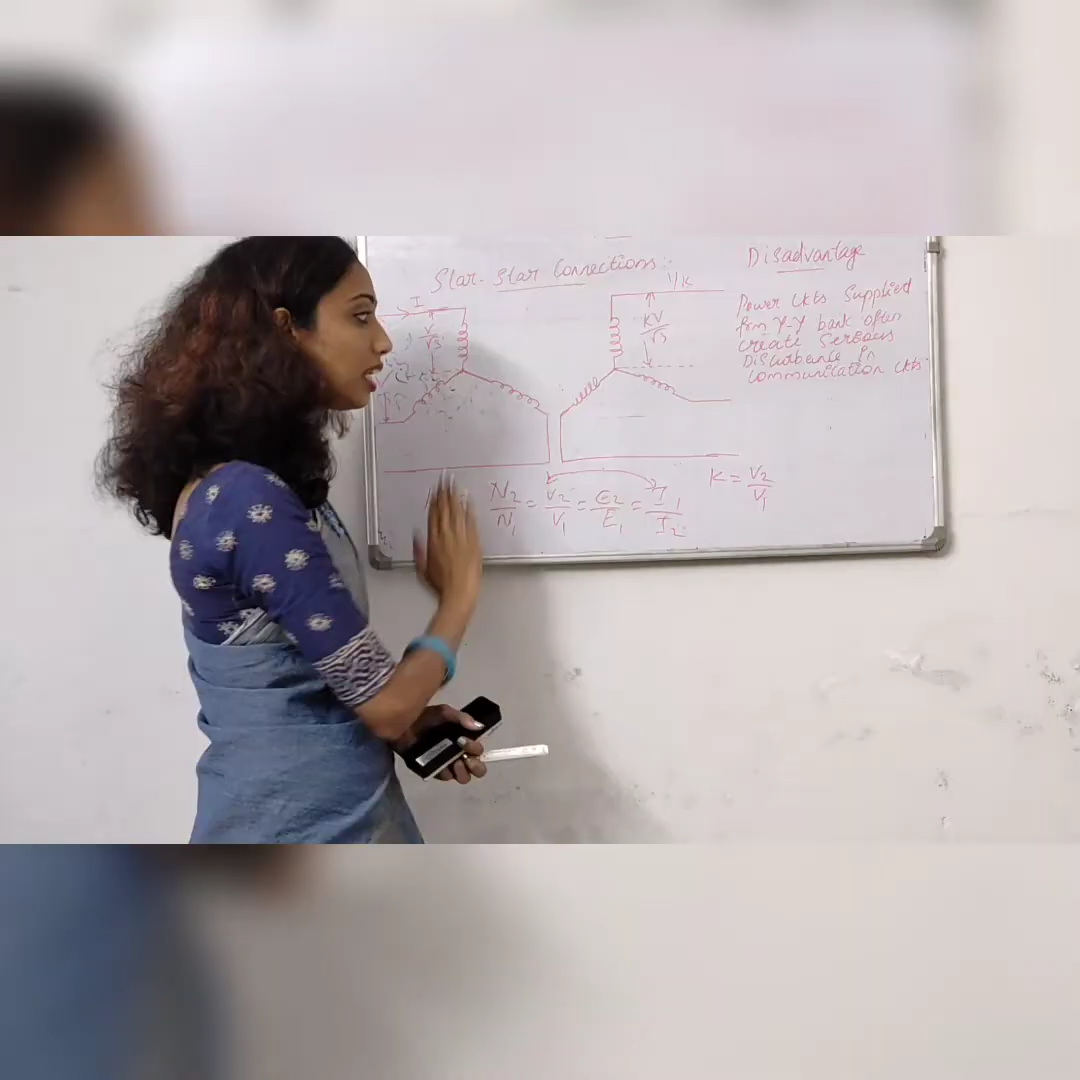 Star-Star Connections:
I
V/√3
1/K
KV/√3
N2/N1 = V2/V1 = E2/E1 = I1/I2
K = V2/V1
Disadvantage
Power Ckts Supplied
from Y-Y bank often
create Serious
Disturbance in
Communication Ckts